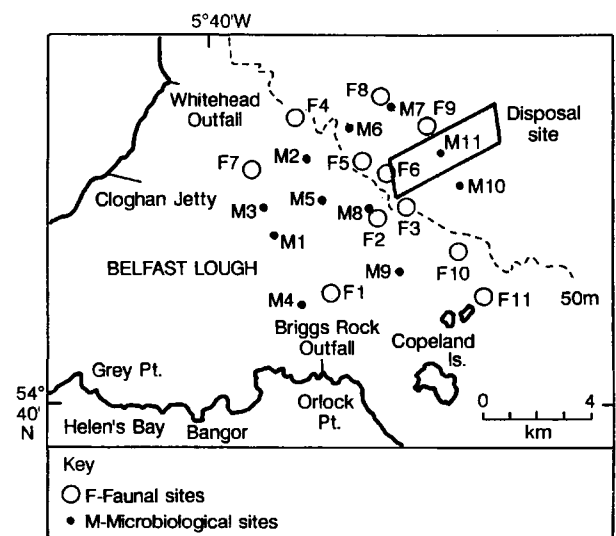 5°40W
Whitehead
Outfall
F4
F8
M7
F9
Disposal
site
M6
M11
M2
F5
F6
F7
M10
Cloghan Jetty
M3
M5
M8
F3
F2
M1
BELFAST LOUGH
M9
F10
50m
F1
F11
M4
Briggs Rock
Outfall
Copeland
Is.
Grey Pt.
54°
40'
N
Orlock
Pt.
0 4
km
Helen's Bay Bangor
Key
F-Faunal sites
M-Microbiological sites